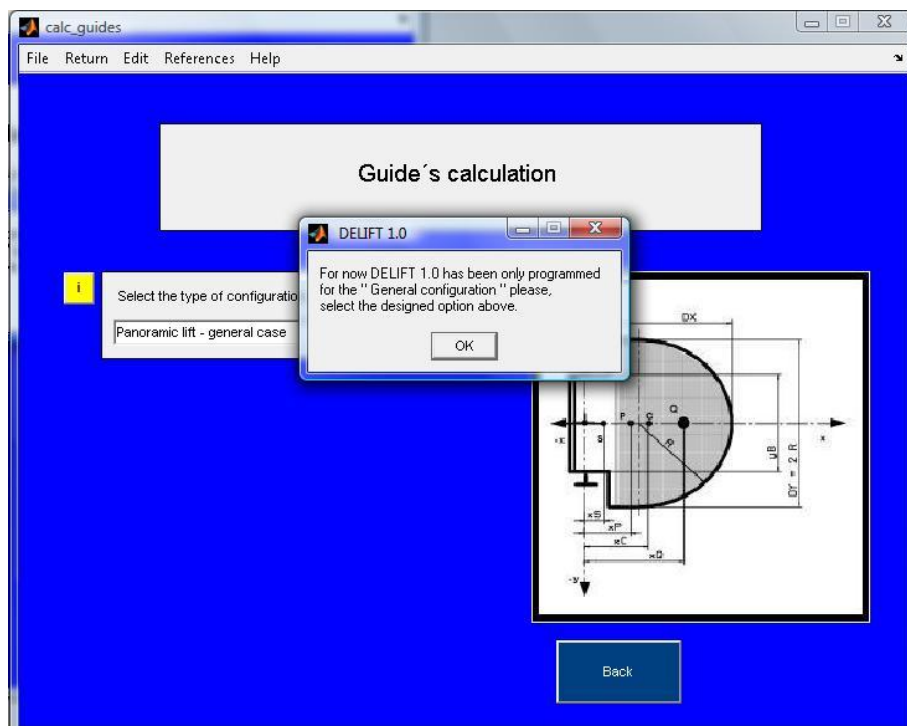 calc_guides
File Return Edit References Help
Guide´s calculation
DELIFT 1.0
For now DELIFT 1.0 has been only programmed
for the " General configuration " please,
select the designed option above.
OK
i
Select the type of configuratio
Panoramic lift - general case
DX
P
Q
S
R
x
yB
DY = 2 R
xS
xP
xC
xQ
-y
Back